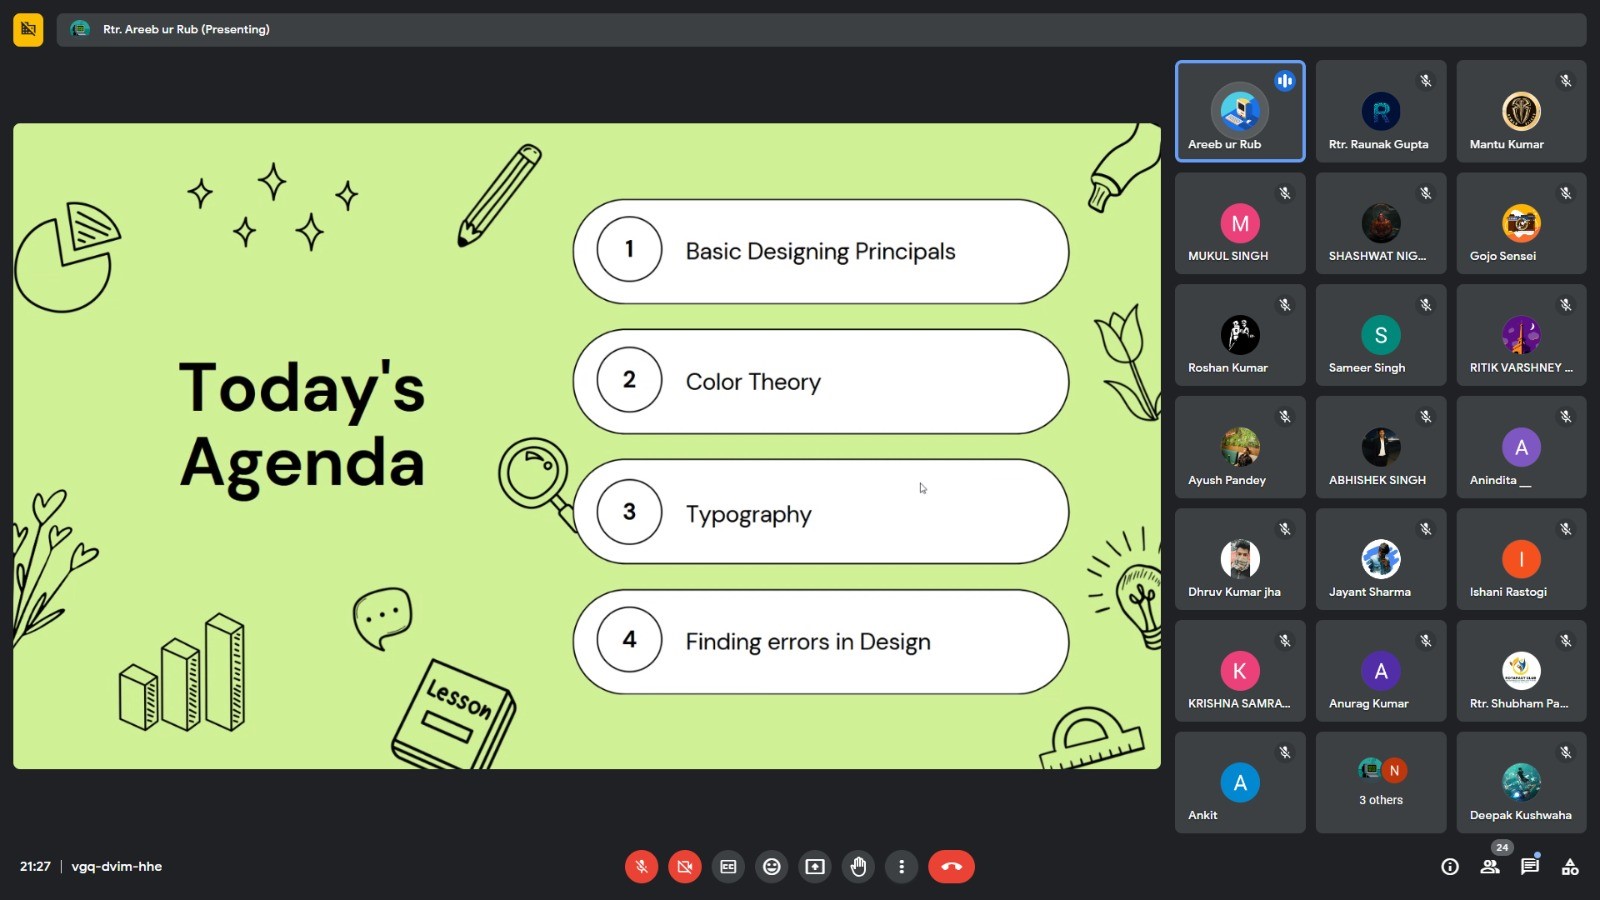 Rtr. Areeb ur Rub (Presenting)
Today's
Agenda
1 Basic Designing Principals
2 Color Theory
3 Typography
4 Finding errors in Design
Lesson
Areeb ur Rub
R
Rtr. Raunak Gupta
Mantu Kumar
M
MUKUL SINGH
SHASHWAT NIG...
Gojo Sensei
Roshan Kumar
S
Sameer Singh
RITIK VARSHNEY ...
Ayush Pandey
ABHISHEK SINGH
A
Anindita __
Dhruv Kumar jha
Jayant Sharma
I
Ishani Rastogi
K
KRISHNA SAMRA...
A
Anurag Kumar
Rtr. Shubham Pa...
A
Ankit
N
3 others
Deepak Kushwaha
21:27 | vgq-dvim-hhe
24